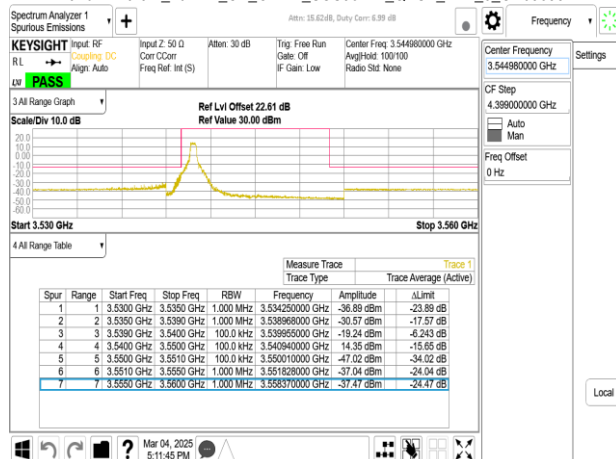 Spectrum Analyzer 1
Spurious Emissions
Attn: 15.62dB, Duty Corr: 6.99 dB
Frequency
KEYSIGHT Input: RF Input Z: 50 Ω Atten: 30 dB Trig: Free Run Center Freq: 3.544980000 GHz
RL Coupling: DC Corr CCorr Gate: Off Avg|Hold: 100/100
Align: Auto Freq Ref: Int (S) IF Gain: Low Radio Std: None
PASS
Center Frequency
3.544980000 GHz
Settings
CF Step
4.399000000 GHz
Auto
Man
Freq Offset
0 Hz
3 All Range Graph
Ref Lvl Offset 22.61 dB
Scale/Div 10.0 dB Ref Value 30.00 dBm
20.0
10.0
0.00
-10.0
-20.0
-30.0
-40.0
-50.0
-60.0
Start 3.530 GHz Stop 3.560 GHz
4 All Range Table
Measure Trace Trace 1
Trace Type Trace Average (Active)
Spur Range Start Freq Stop Freq RBW Frequency Amplitude ΔLimit
1 1 3.5300 GHz 3.5350 GHz 1.000 MHz 3.534250000 GHz -36.89 dBm -23.89 dB
2 2 3.5350 GHz 3.5390 GHz 1.000 MHz 3.538968000 GHz -30.57 dBm -17.57 dB
3 3 3.5390 GHz 3.5400 GHz 100.0 kHz 3.539955000 GHz -19.24 dBm -6.243 dB
4 4 3.5400 GHz 3.5500 GHz 100.0 kHz 3.540940000 GHz 14.35 dBm -15.65 dB
5 5 3.5500 GHz 3.5510 GHz 100.0 kHz 3.550010000 GHz -47.02 dBm -34.02 dB
6 6 3.5510 GHz 3.5550 GHz 1.000 MHz 3.551828000 GHz -37.04 dBm -24.04 dB
7 7 3.5550 GHz 3.5600 GHz 1.000 MHz 3.558370000 GHz -37.47 dBm -24.47 dB
Local
?
Mar 04, 2025
5:11:45 PM